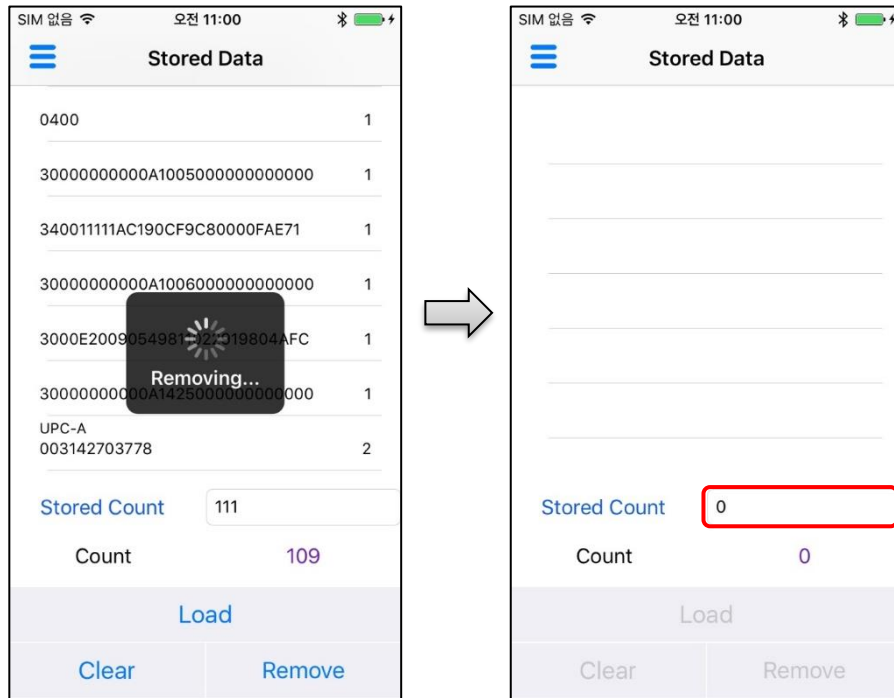 SIM 없음 오전 11:00
Stored Data
0400 1
30000000000A1005000000000000 1
340011111AC190CF9C80000FAE71 1
30000000000A1006000000000000 1
1
Removing...
30000000000A1425000000000000 1
UPC-A
003142703778 2
Stored Count 111
Count 109
Load
Clear Remove
SIM 없음 오전 11:00
Stored Data
Stored Count 0
Count 0
Load
Clear Remove